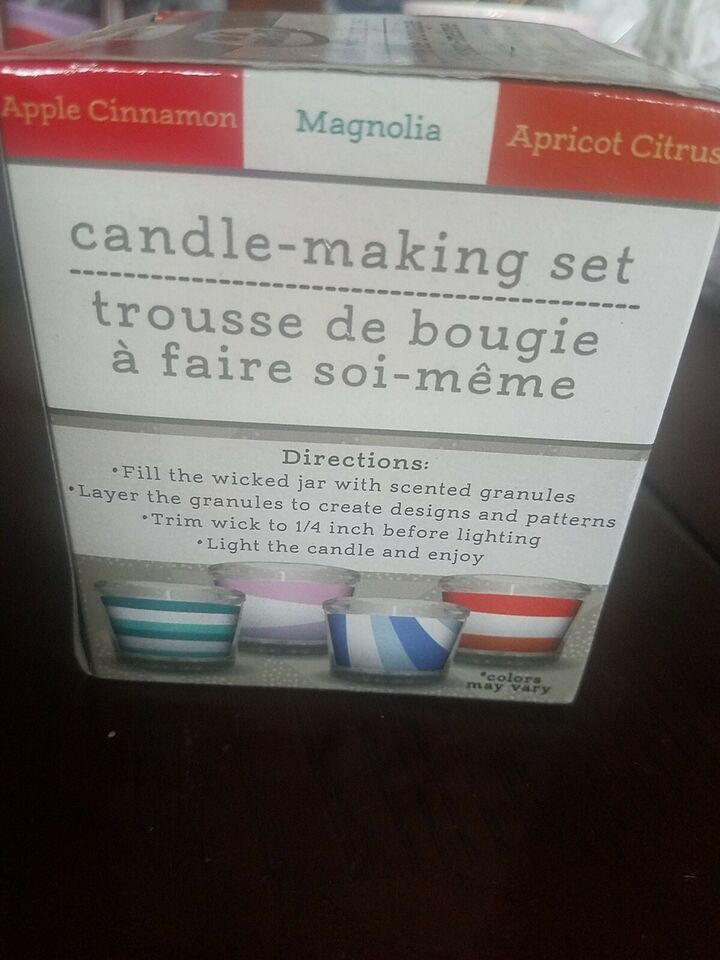 Apple Cinnamon
Magnolia
Apricot Citrus
candle-making set
trousse de bougie
à faire soi-même
Directions:
•Fill the wicked jar with scented granules
•Layer the granules to create designs and patterns
•Trim wick to 1/4 inch before lighting
•Light the candle and enjoy
*colors
may vary